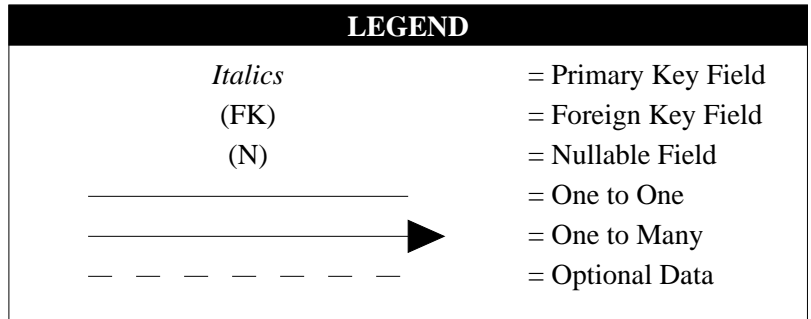 LEGEND
Italics = Primary Key Field
(FK) = Foreign Key Field
(N) = Nullable Field
= One to One
= One to Many
= Optional Data